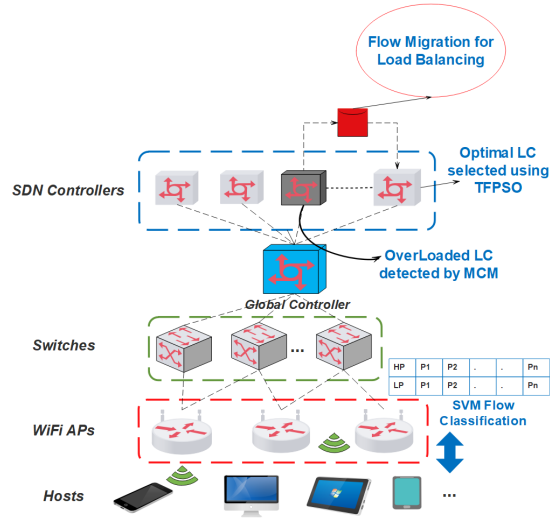 Flow Migration for
Load Balancing
SDN Controllers
Optimal LC
selected using
TFPSO
OverLoaded LC
detected by MCM
Global Controller
Switches
...
HP P1 P2 . . Pn
LP P1 P2 . . Pn
SVM Flow
Classification
WiFi APs
Hosts
...